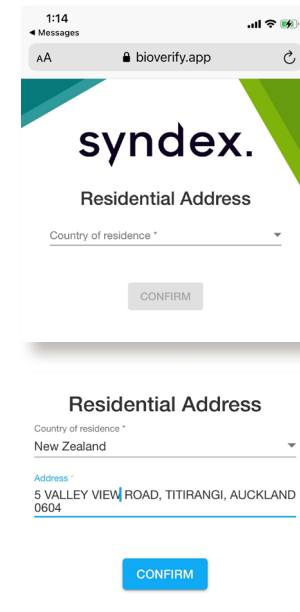 1:14
◀ Messages
AA bioverify.app
syndex.
Residential Address
Country of residence *
CONFIRM
Residential Address
Country of residence *
New Zealand
Address *
5 VALLEY VIEW ROAD, TITIRANGI, AUCKLAND
0604
CONFIRM